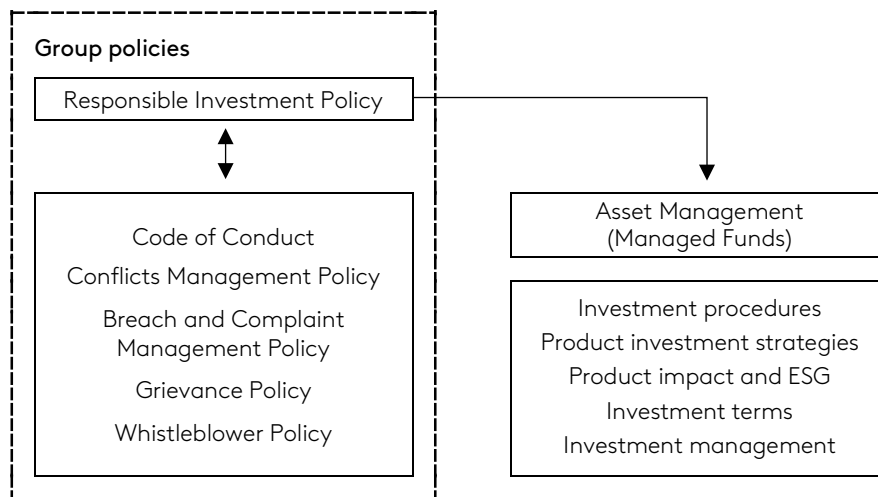 Group policies
Responsible Investment Policy
Code of Conduct
Conflicts Management Policy
Breach and Complaint
Management Policy
Grievance Policy
Whistleblower Policy
Asset Management
(Managed Funds)
Investment procedures
Product investment strategies
Product impact and ESG
Investment terms
Investment management